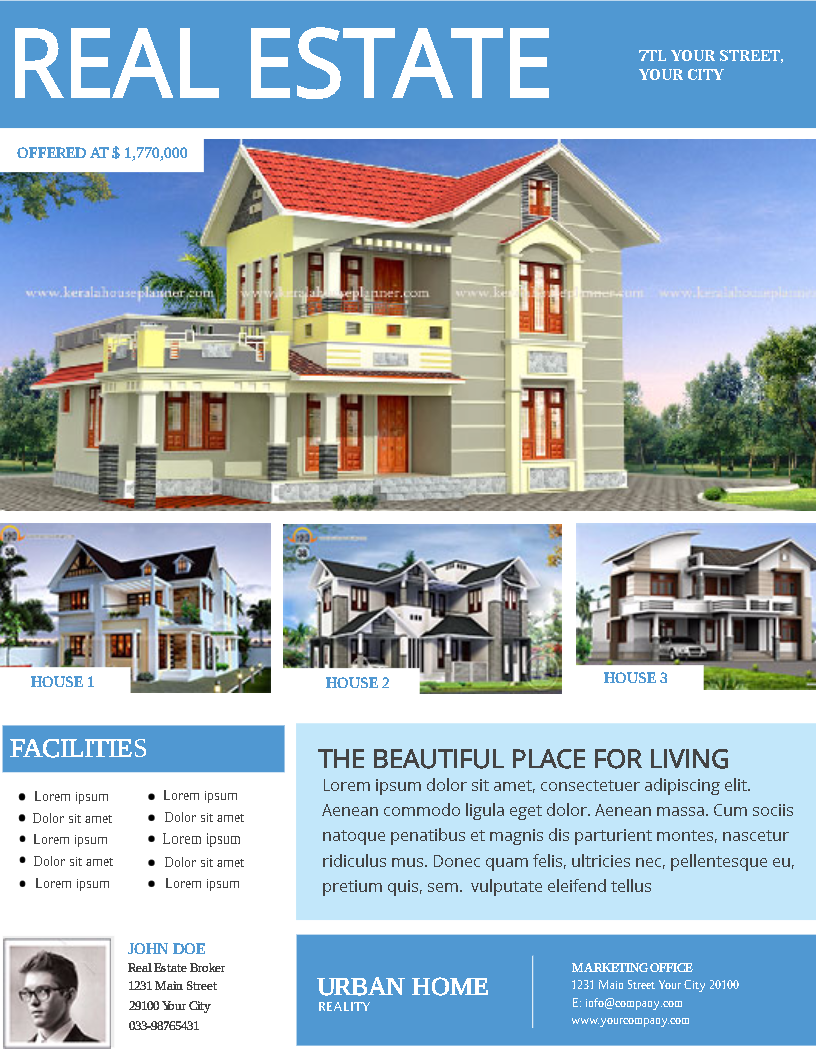 REAL ESTATE
7TL YOUR STREET,
YOUR CITY
OFFERED AT $ 1,770,000
www.keralahouseplanner.com www.keralahouseplanner.com www.keralahouseplanner.com www.keralahouseplanner.com
HOUSE 1
HOUSE 2
HOUSE 3
FACILITIES
Lorem ipsum
Dolor sit amet
Lorem ipsum
Dolor sit amet
Lorem ipsum
Lorem ipsum
Dolor sit amet
Lorem ipsum
Dolor sit amet
Lorem ipsum
THE BEAUTIFUL PLACE FOR LIVING
Lorem ipsum dolor sit amet, consectetuer adipiscing elit.
Aenean commodo ligula eget dolor. Aenean massa. Cum sociis
natoque penatibus et magnis dis parturient montes, nascetur
ridiculus mus. Donec quam felis, ultricies nec, pellentesque eu,
pretium quis, sem. vulputate eleifend tellus
JOHN DOE
Real Estate Broker
1231 Main Street
29100 Your City
033-98765431
URBAN HOME
REALITY
MARKETING OFFICE
1231 Main Street Your City 20100
E: info@company.com
www.yourcompany.com